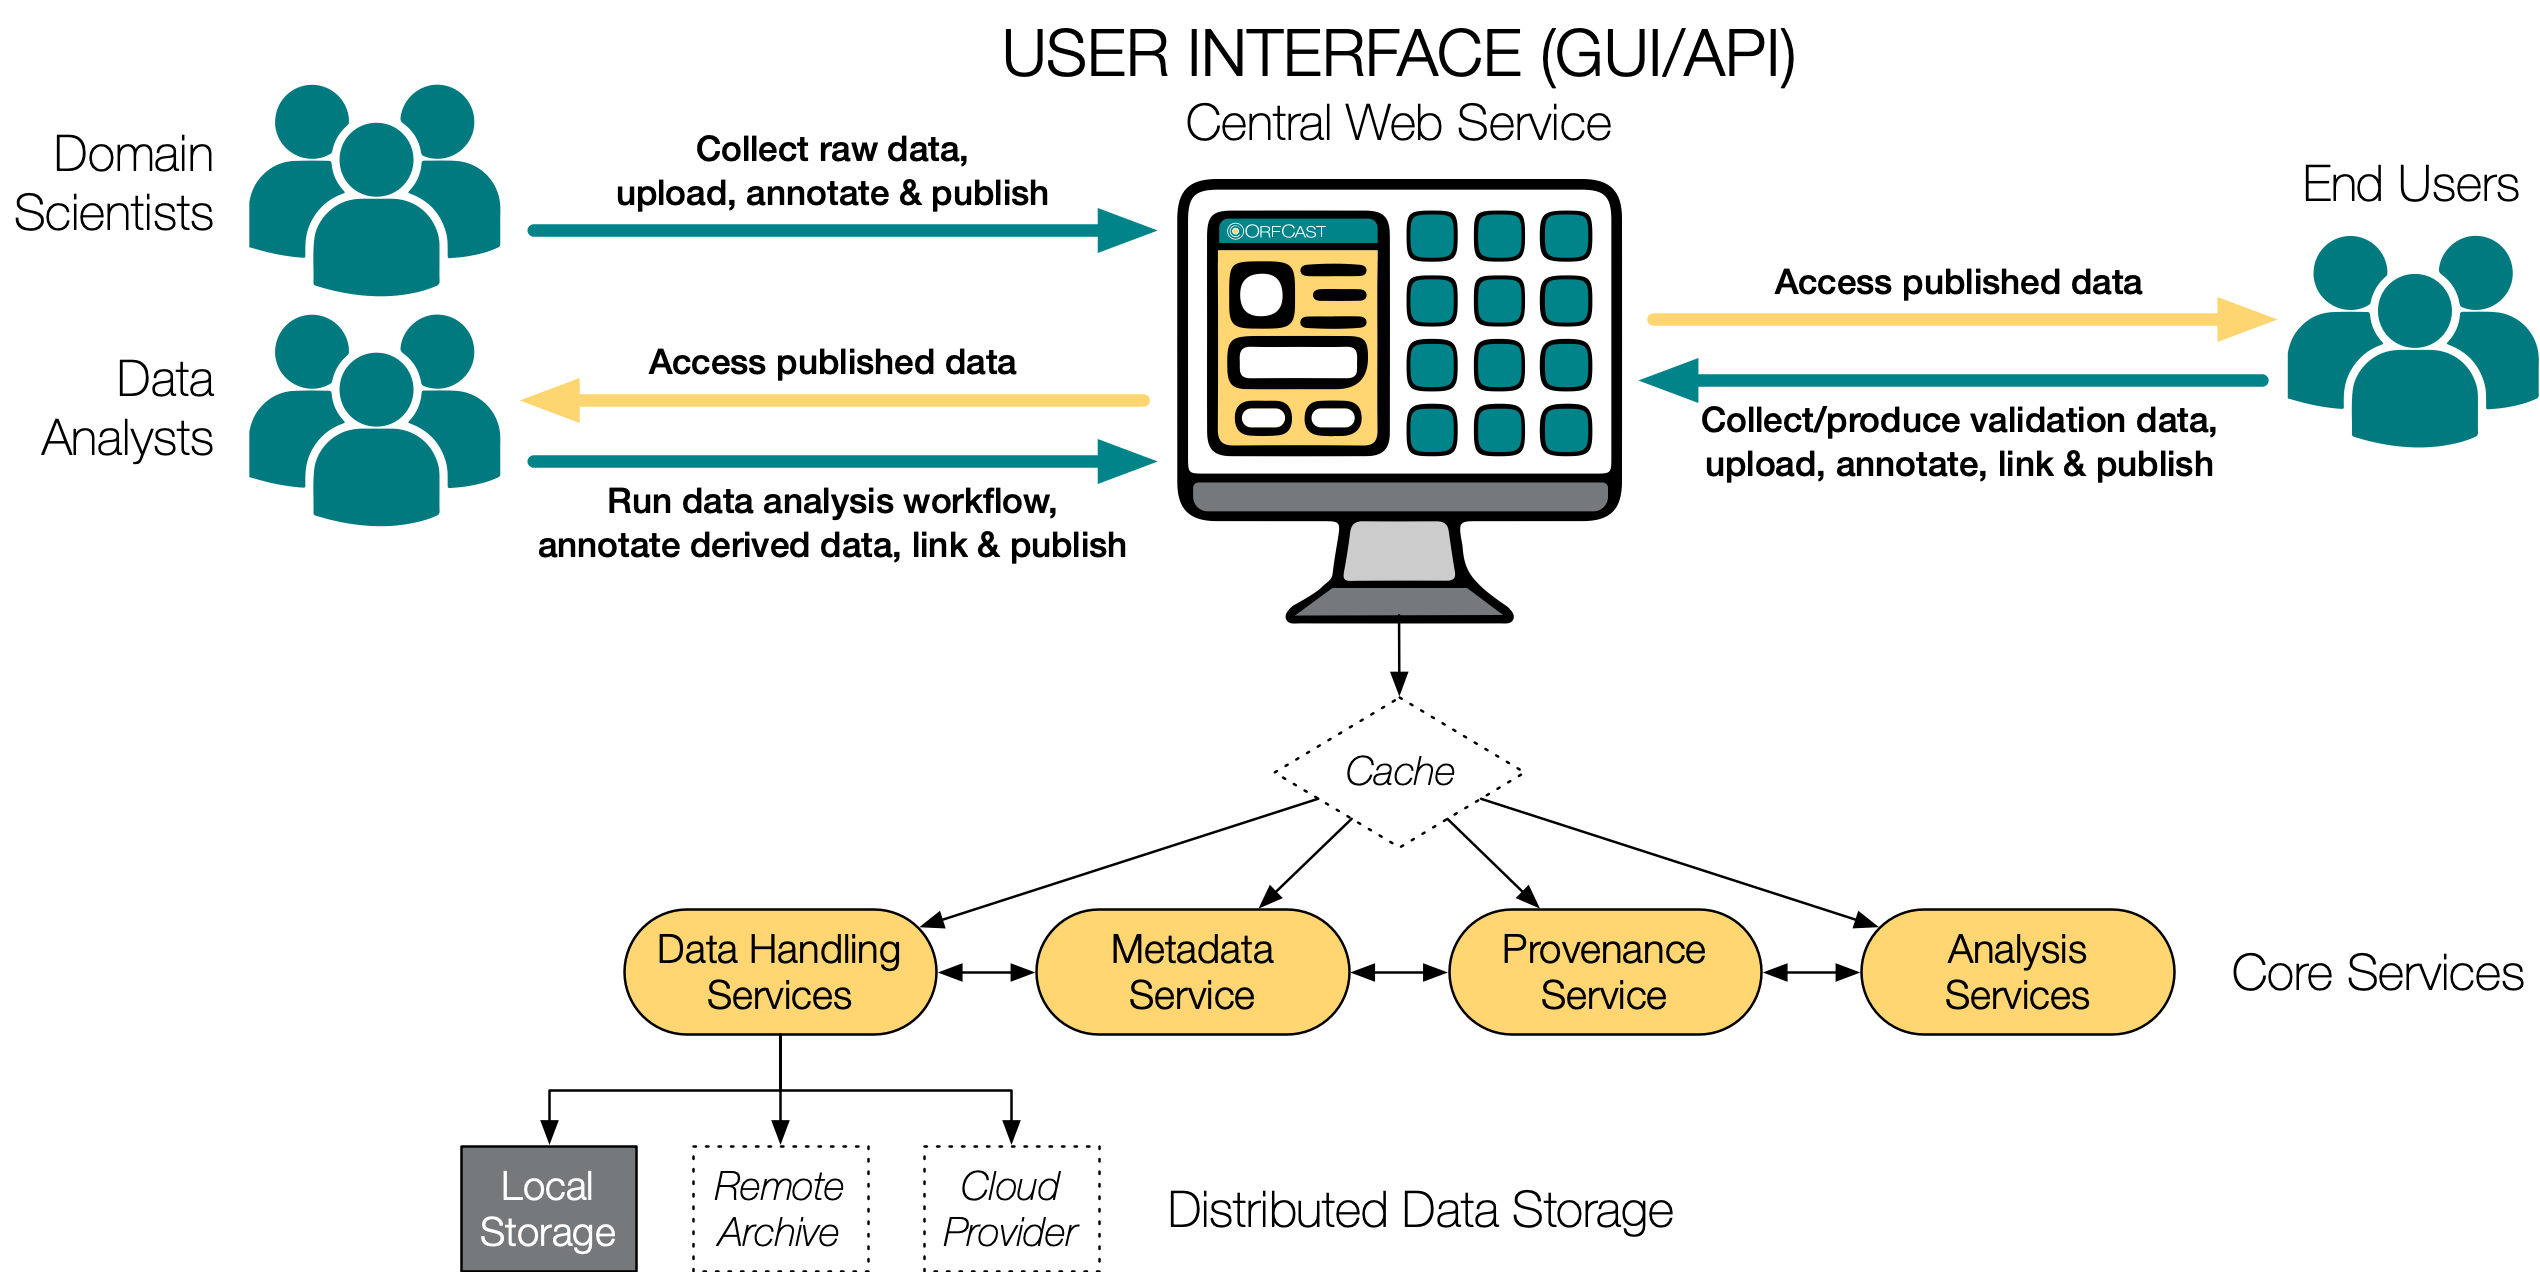 USER INTERFACE (GUI/API)
Central Web Service
Domain
Scientists
Collect raw data,
upload, annotate & publish
Data
Analysts
Access published data
Run data analysis workflow,
annotate derived data, link & publish
ORFCAST
End Users
Access published data
Collect/produce validation data,
upload, annotate, link & publish
Cache
Data Handling
Services
Metadata
Service
Provenance
Service
Analysis
Services
Core Services
Local
Storage
Remote
Archive
Cloud
Provider
Distributed Data Storage